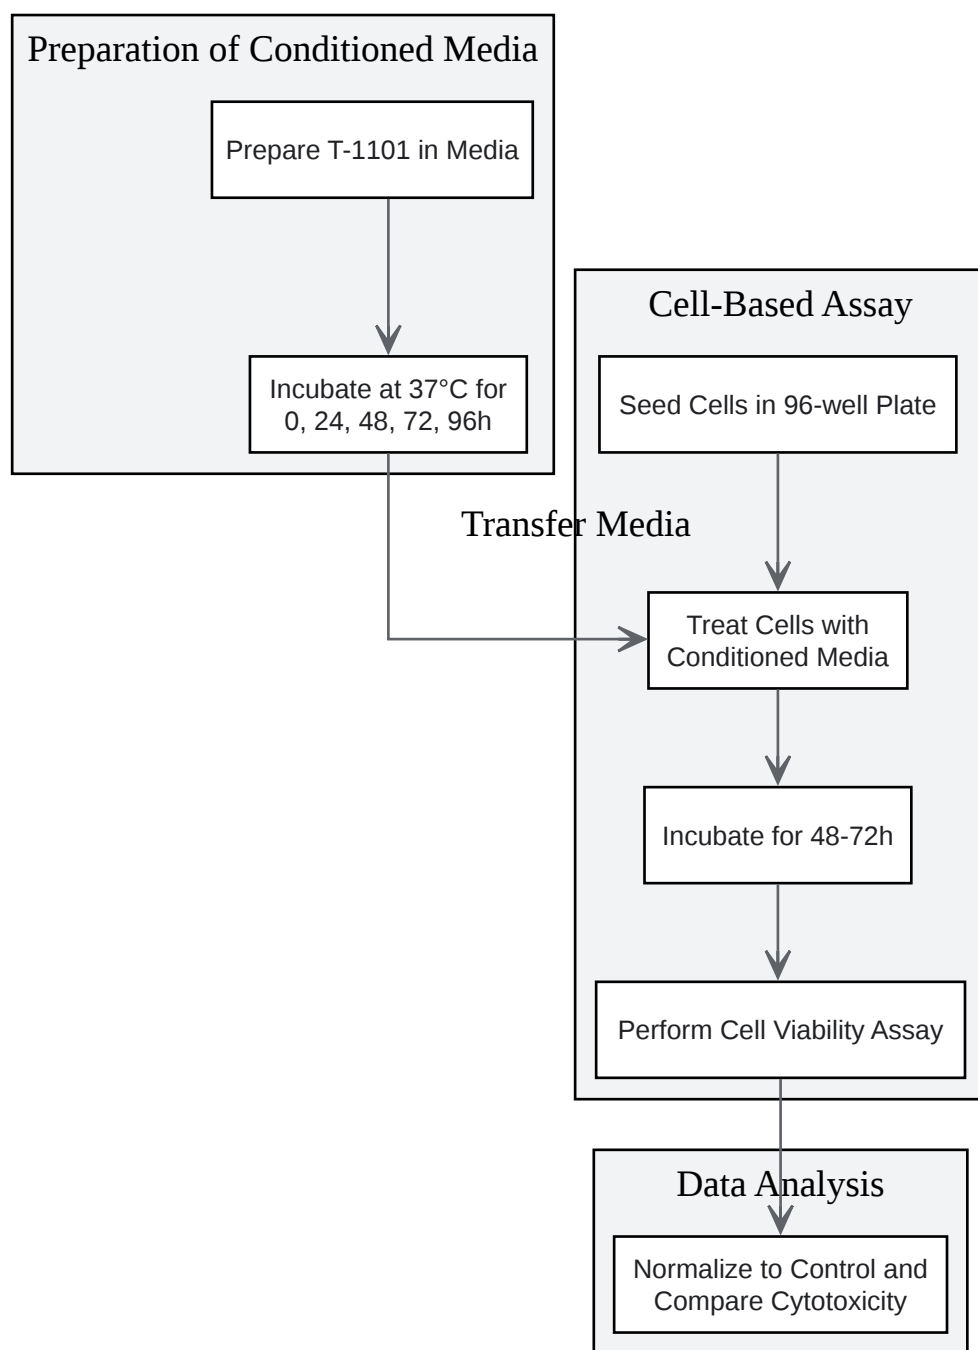 Preparation of Conditioned Media
Prepare T-1101 in Media
Incubate at 37°C for
0, 24, 48, 72, 96h
Cell-Based Assay
Seed Cells in 96-well Plate
Transfer Media
Treat Cells with
Conditioned Media
Incubate for 48-72h
Perform Cell Viability Assay
Data Analysis
Normalize to Control and
Compare Cytotoxicity